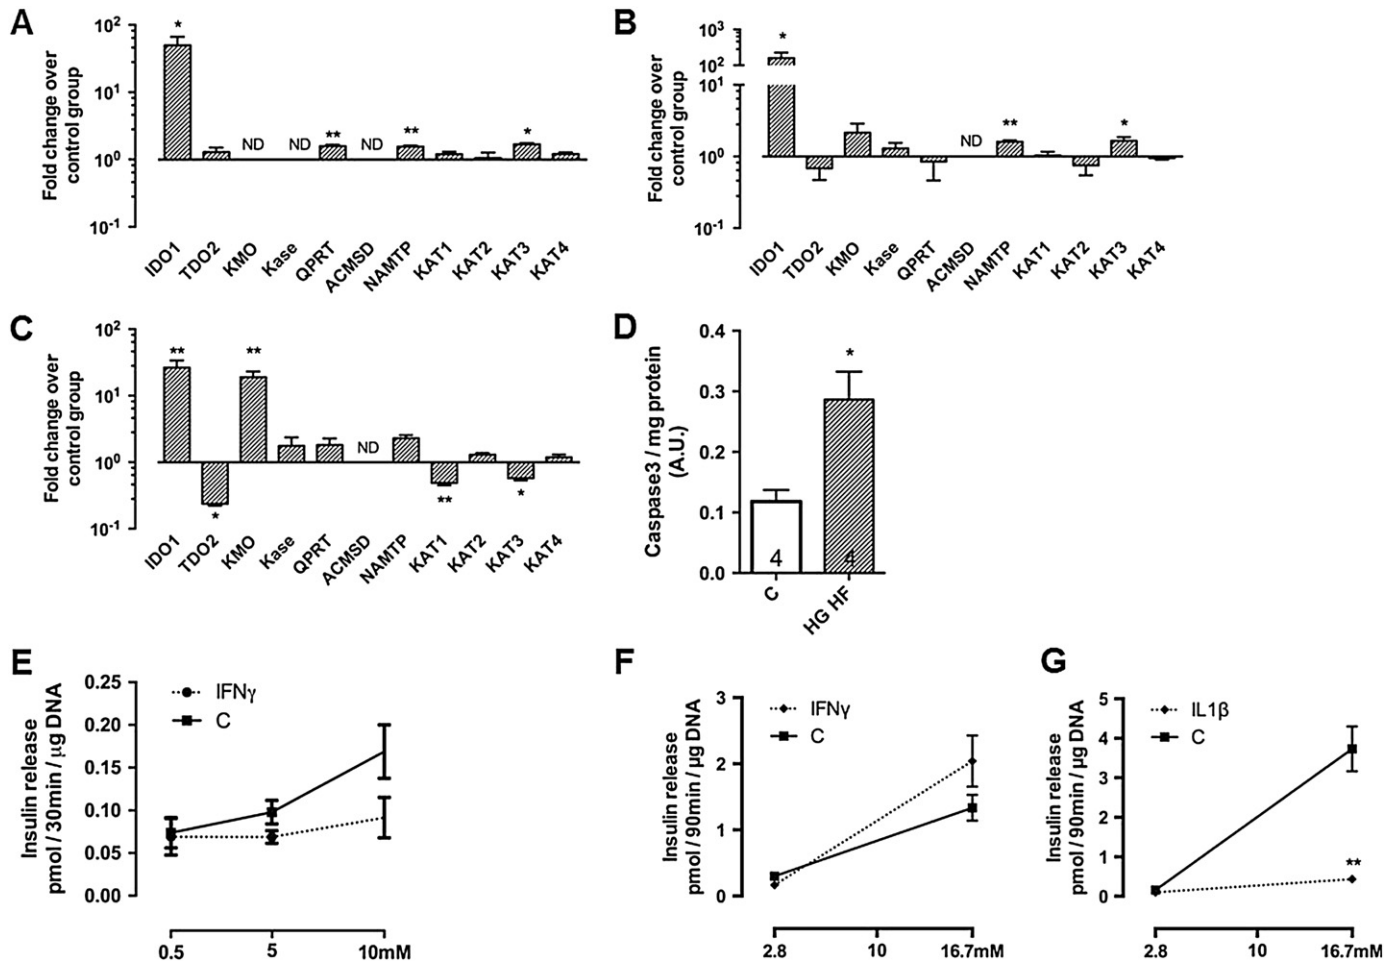 A
Fold change over
control group
10²
10¹
10⁰
10⁻¹
*
ND
ND
**
ND
**
*
IDO1
TDO2
KMO
Kase
QPRT
ACMSD
NAMTP
KAT1
KAT2
KAT3
KAT4
B
Fold change over
control group
10³
10²
10¹
10⁰
10⁻¹
*
ND
**
*
IDO1
TDO2
KMO
Kase
QPRT
ACMSD
NAMTP
KAT1
KAT2
KAT3
KAT4
C
Fold change over
control group
10²
10¹
10⁰
10⁻¹
**
*
**
ND
**
*
IDO1
TDO2
KMO
Kase
QPRT
ACMSD
NAMTP
KAT1
KAT2
KAT3
KAT4
D
Caspase3 / mg protein
(A.U.)
0.4
0.3
0.2
0.1
0.0
*
4
4
C
HG HF
E
Insulin release
pmol / 30min / µg DNA
0.25
0.20
0.15
0.10
0.05
0.00
IFNγ
C
0.5
5
10mM
F
Insulin release
pmol / 90min / µg DNA
3
2
1
0
IFNγ
C
2.8
10
16.7mM
G
Insulin release
pmol / 90min / µg DNA
5
4
3
2
1
0
IL1β
C
**
2.8
10
16.7mM